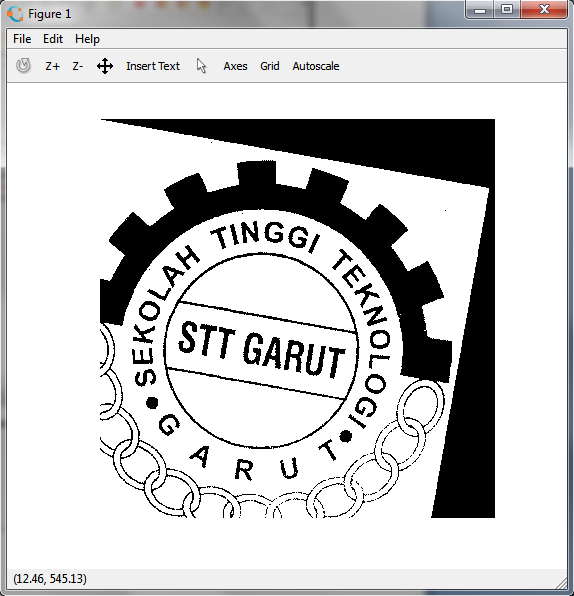 Figure 1
File Edit Help
Z+ Z- Insert Text Axes Grid Autoscale
SEKOLAH TINGGI TEKNOLOGI
STT GARUT
GARUT
(12.46, 545.13)